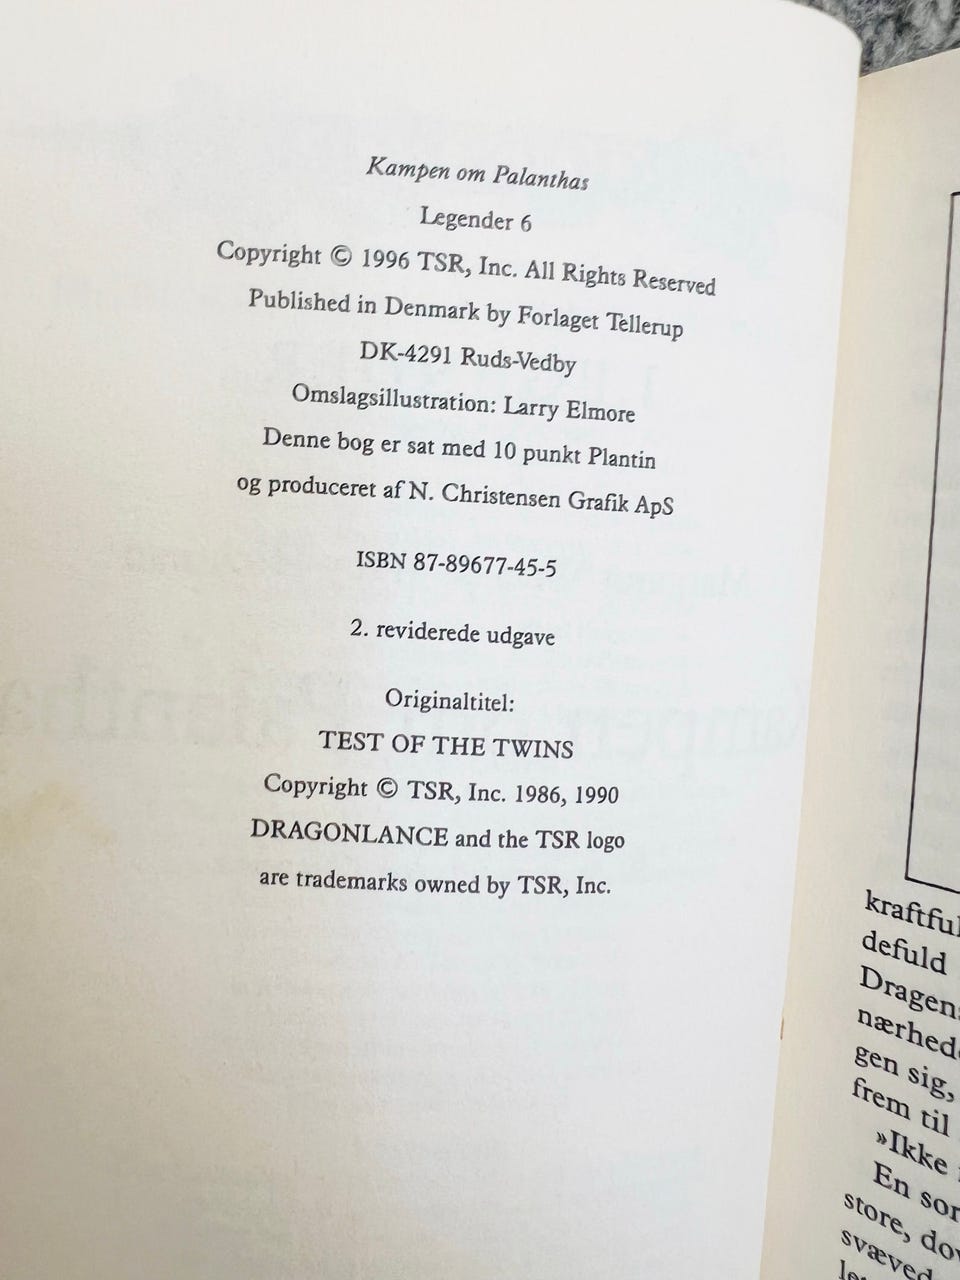 Kampen om Palanthas
Legender 6
Copyright © 1996 TSR, Inc. All Rights Reserved
Published in Denmark by Forlaget Tellerup
DK-4291 Ruds-Vedby
Omslagsillustration: Larry Elmore
Denne bog er sat med 10 punkt Plantin
og produceret af N. Christensen Grafik ApS
ISBN 87-89677-45-5
2. reviderede udgave
Originaltitel:
TEST OF THE TWINS
Copyright © TSR, Inc. 1986, 1990
DRAGONLANCE and the TSR logo
are trademarks owned by TSR, Inc.
defuld
gen sig,
frem til
»Ikke
En
store,